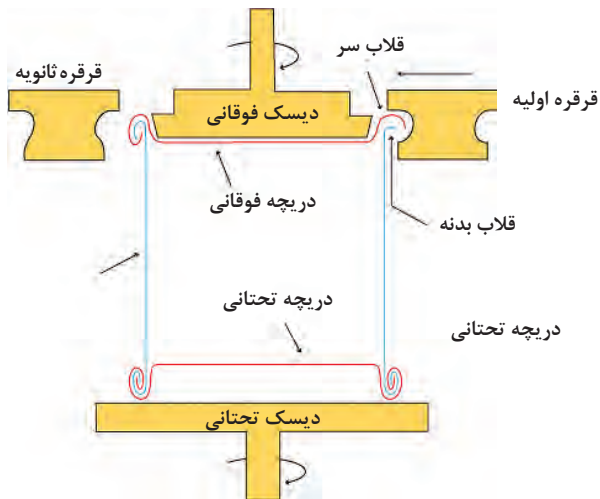 قلاب سر
قرقره ثانویه
قرقره اولیه
دیسک فوقانی
دریچه فوقانی
قلاب بدنه
دریچه تحتانی
دریچه تحتانی
دیسک تحتانی